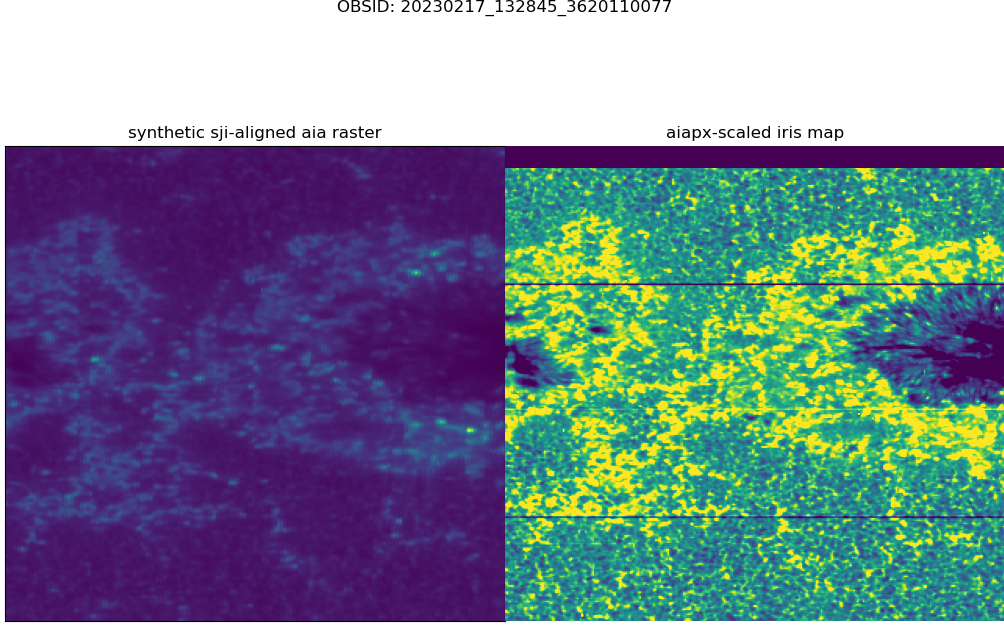 OBSID: 20230217_132845_3620110077
synthetic sji-aligned aia raster
aiapx-scaled iris map